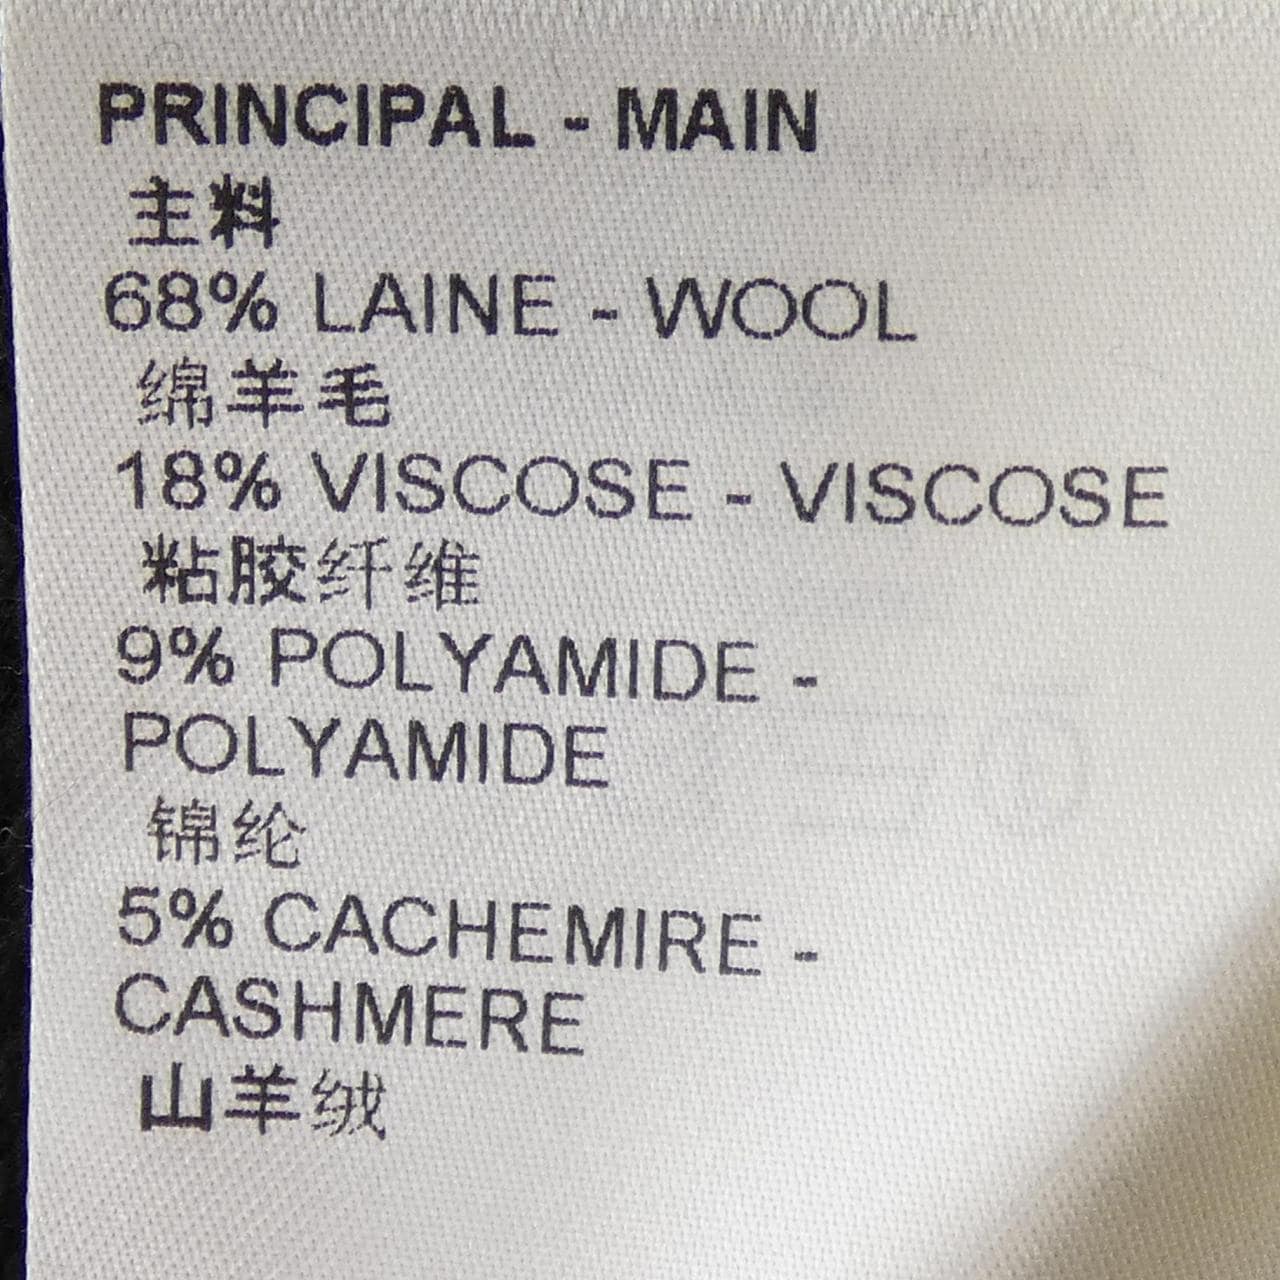 PRINCIPAL - MAIN
主料
68% LAINE - WOOL
绵羊毛
18% VISCOSE - VISCOSE
粘胶纤维
9% POLYAMIDE -
POLYAMIDE
锦纶
5% CACHEMIRE -
CASHMERE
山羊绒